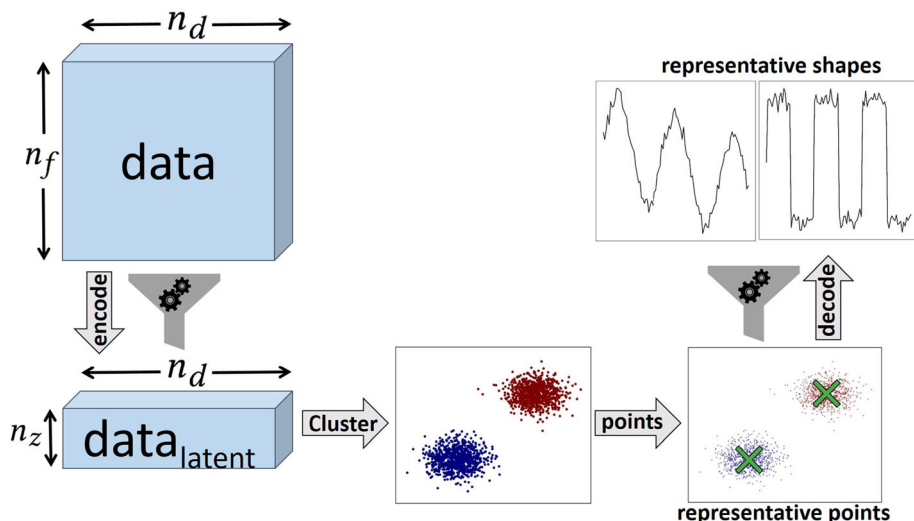 n_d
n_f
data
encode
n_d
n_z
data_latent
Cluster
points
representative shapes
decode
representative points